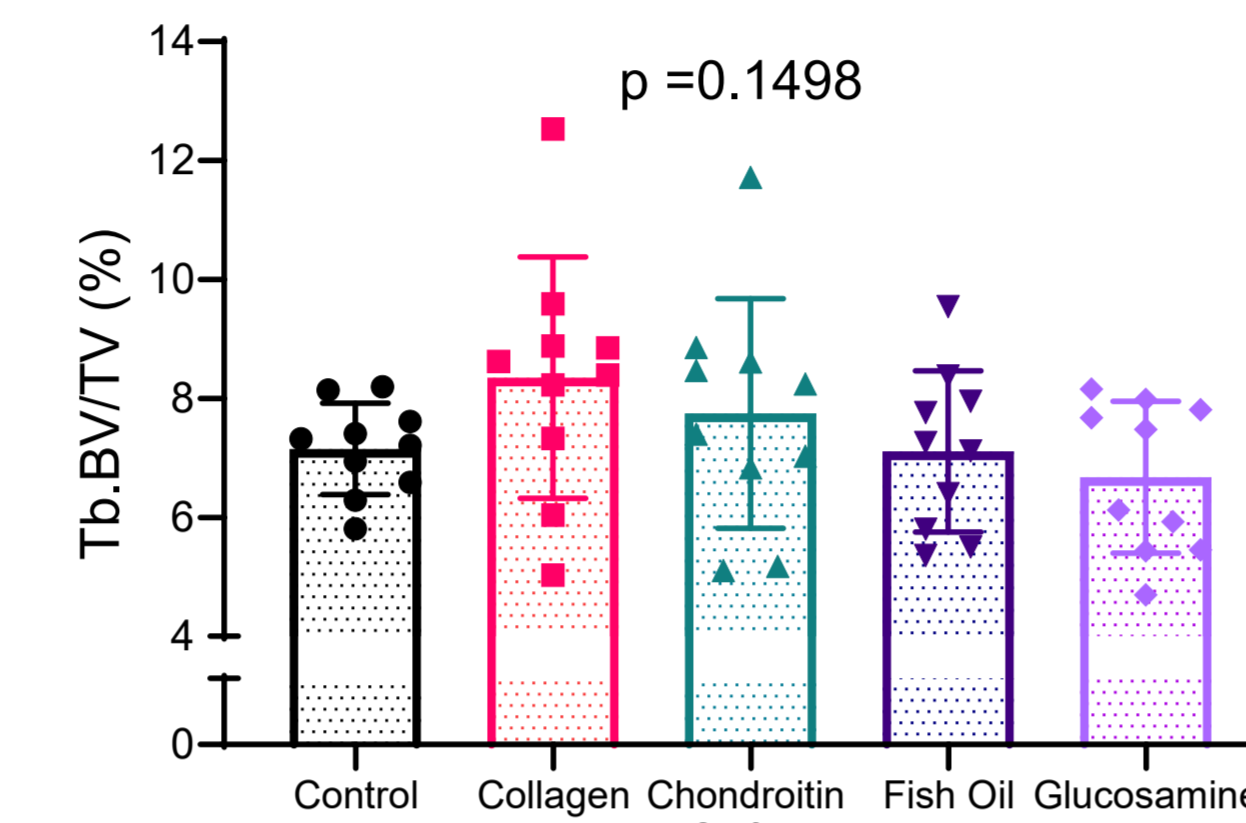 14
p =0.1498
12
10
Tb.BV/TV (%)
8
6
4
0
Control Collagen Chondroitin Fish Oil Glucosamine